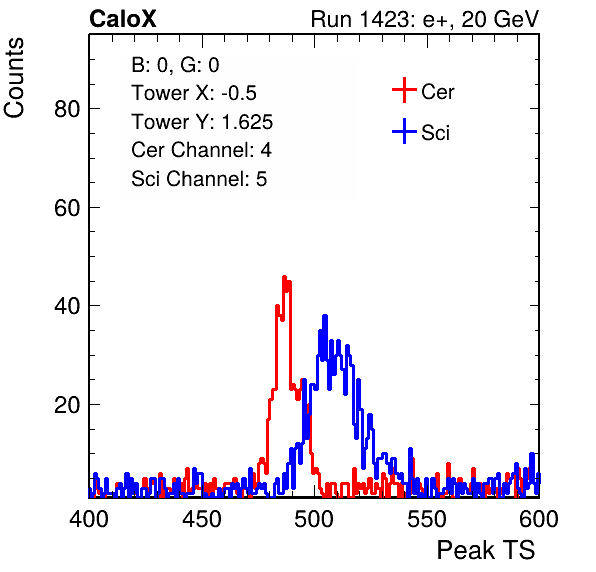 CaloX
Run 1423: e+, 20 GeV
Counts
B: 0, G: 0
Tower X: -0.5
Tower Y: 1.625
Cer Channel: 4
Sci Channel: 5
Cer
Sci
80
60
40
20
400 450 500 550 600
Peak TS